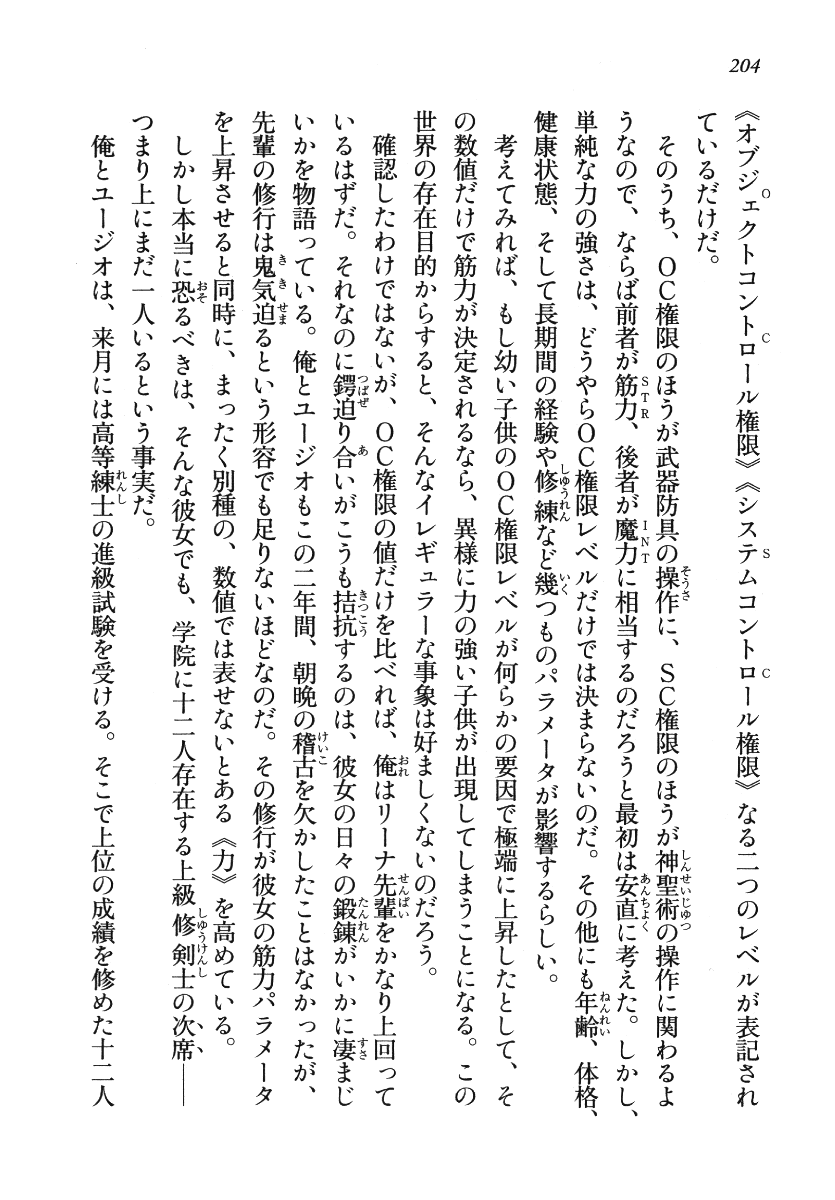 204
《オブジェクトコントロール権限》《システムコントロール権限》なる二つのレベルが表記され
ているだけだ。
そのうち、OC権限のほうが武器防具の操作に、SC権限のほうが神聖術の操作に関わるよ
うなので、ならば前者が筋力、後者が魔力に相当するのだろうと最初は安直に考えた。しかし、
単純な力の強さは、どうやらOC権限レベルだけでは決まらないのだ。その他にも年齢、体格、
健康状態、そして長期間の経験や修練など幾つものパラメータが影響するらしい。
考えてみれば、もし幼い子供のOC権限レベルが何らかの要因で極端に上昇したとして、そ
の数値だけで筋力が決定されるなら、異様に力の強い子供が出現してしまうことになる。この
世界の存在目的からすると、そんなイレギュラーな事象は好ましくないのだろう。
確認したわけではないが、OC権限の値だけを比べれば、俺はリーナ先輩をかなり上回って
いるはずだ。それなのに鍔迫り合いがこうも拮抗するのは、彼女の日々の鍛錬がいかに凄まじ
いかを物語っている。俺とユージオもこの二年間、朝晩の稽古を欠かしたことはなかったが、
先輩の修行は鬼気迫るという形容でも足りないほどなのだ。その修行が彼女の筋力パラメータ
を上昇させると同時に、まったく別種の、数値では表せないとある《力》を高めている。
しかし本当に恐るべきは、そんな彼女でも、学院に十二人存在する上級修剣士の次席――
つまり上にまだ一人いるという事実だ。
俺とユージオは、来月には高等練士の進級試験を受ける。そこで上位の成績を修めた十二人